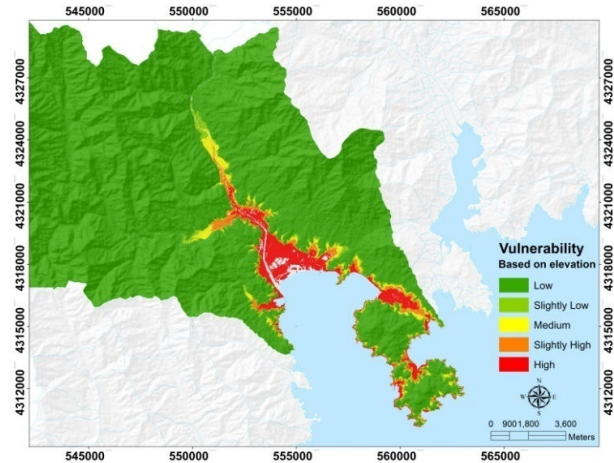 545000 550000 555000 560000 565000
4327000 4327000
4324000 4324000
4321000 4321000
4318000 4318000
4315000 4315000
4312000 4312000
Vulnerability
Based on elevation
Low
Slightly Low
Medium
Slightly High
High
N
W E
S
0 900 1,800 3,600
Meters
545000 550000 555000 560000 565000